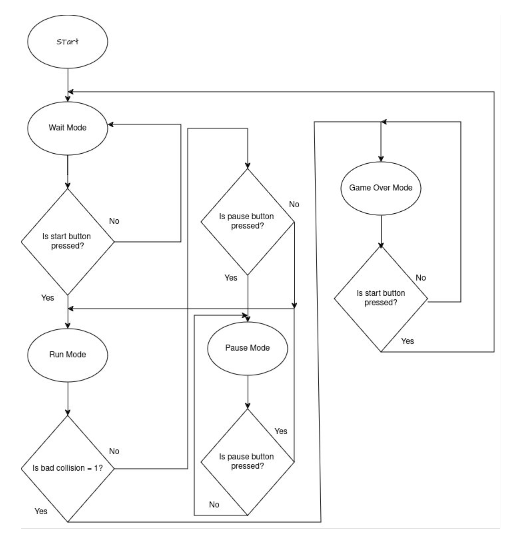 Start
Wait Mode
Is start button
pressed?
No
Yes
Run Mode
Is bad collision = 1?
No
Yes
Is pause button
pressed?
No
Yes
Pause Mode
Is pause button
pressed?
Yes
No
Game Over Mode
Is start button
pressed?
No
Yes